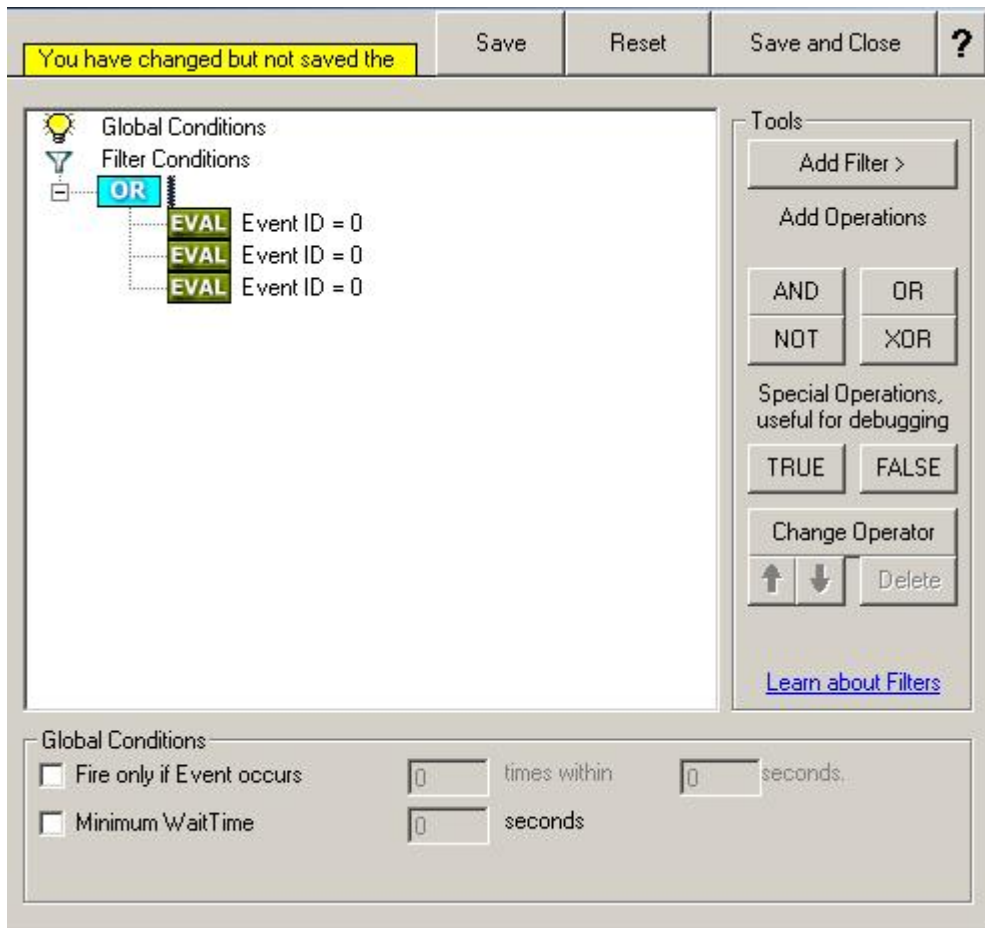 You have changed but not saved the
Save
Reset
Save and Close
?
Global Conditions
Filter Conditions
OR
EVAL Event ID = 0
EVAL Event ID = 0
EVAL Event ID = 0
Tools
Add Filter >
Add Operations
AND
OR
NOT
XOR
Special Operations,
useful for debugging
TRUE
FALSE
Change Operator
Delete
Learn about Filters
Global Conditions
Fire only if Event occurs 0 times within 0 seconds.
Minimum WaitTime 0 seconds